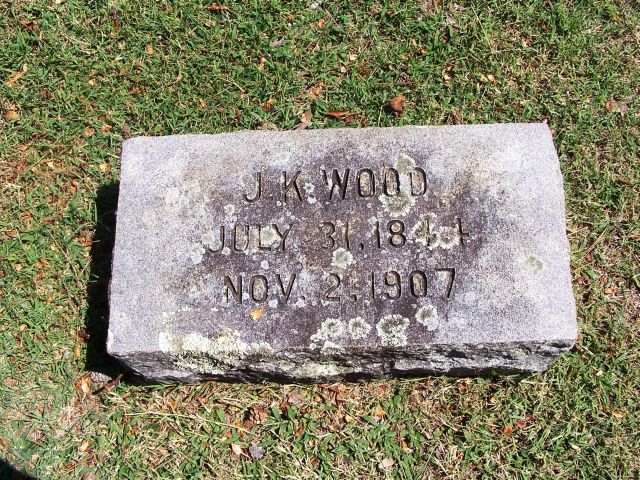 J K WOOD
JULY 31, 1844
NOV. 2, 1907